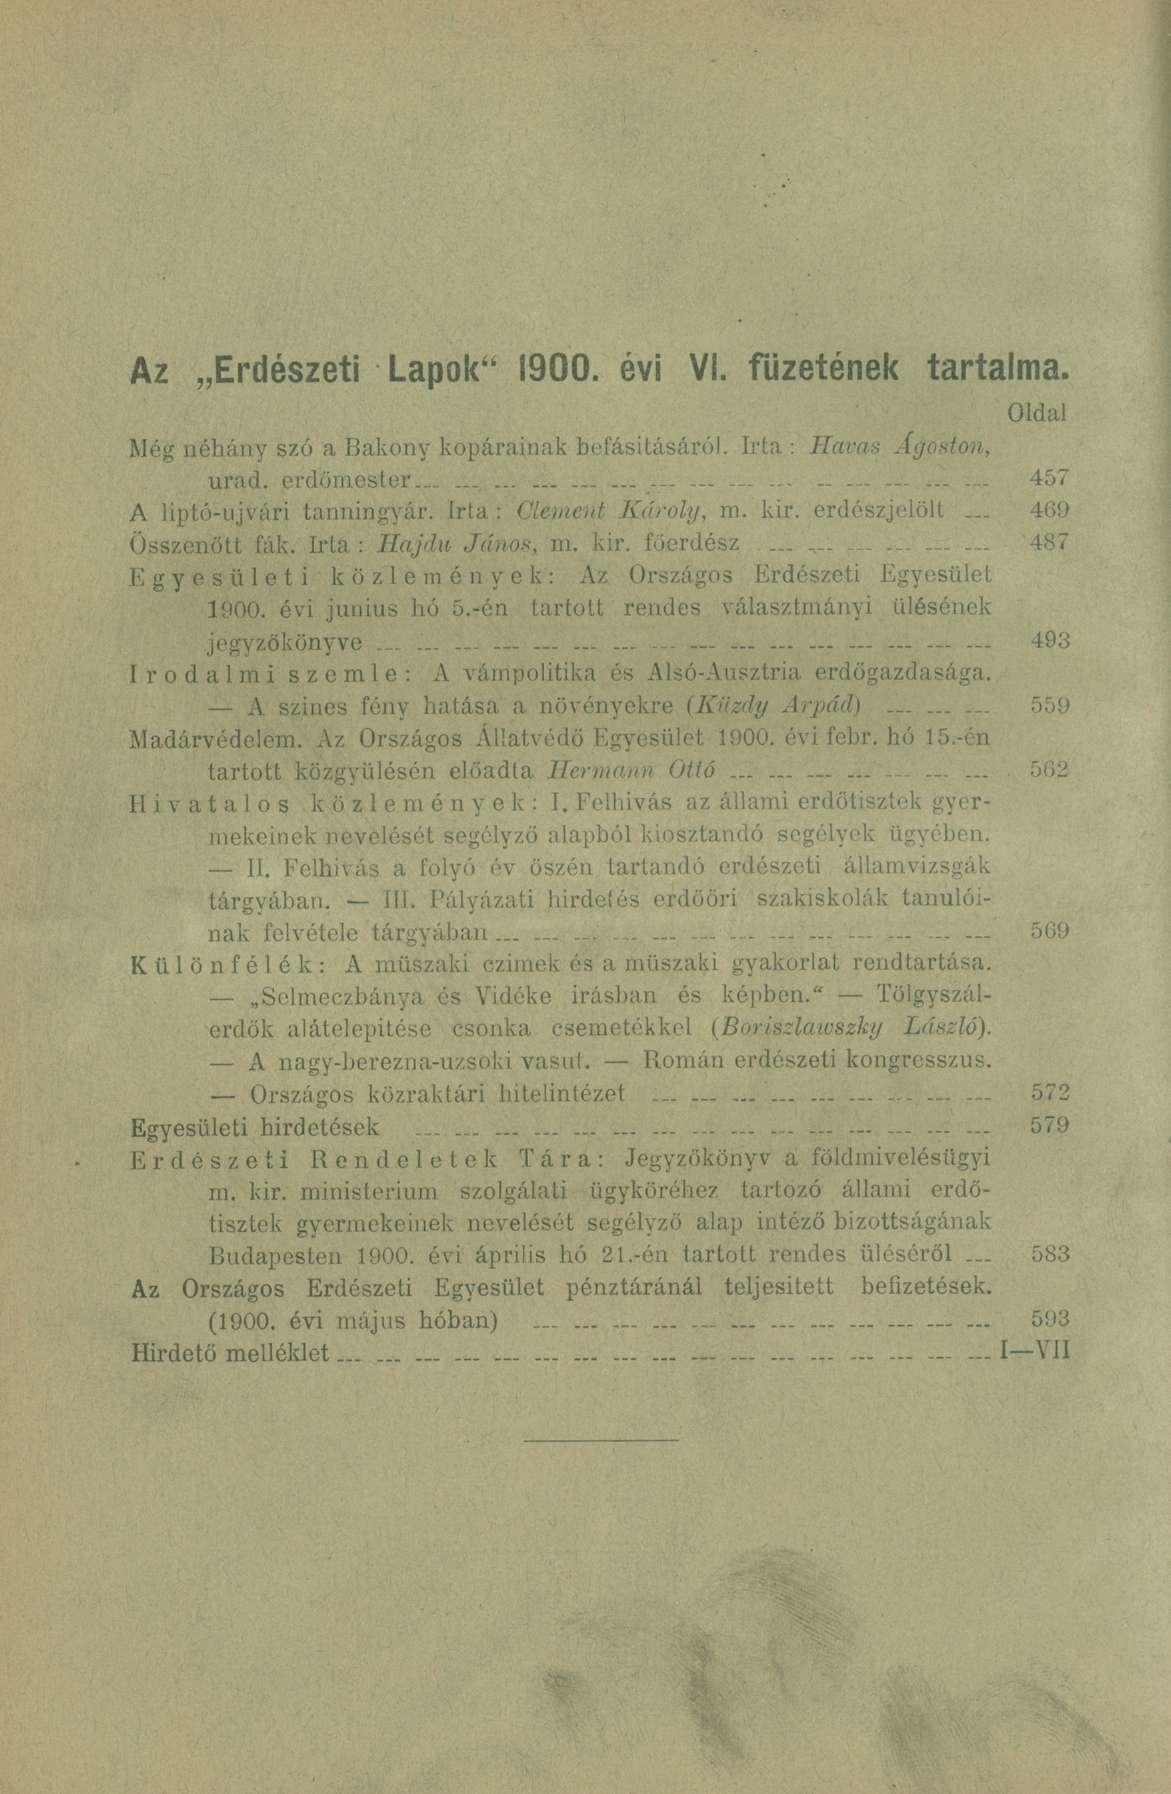 Az „Erdészeti Lapok“ 1900. évi VI. füzetének tartalma.
Oldal
Még néhány szó a Bakony kopárainak befásitásáról. Irta : Havas Ágoston,
urad. erdőmester 457
A liptó-ujvári tanningyár. Irta : Clement Károly, m. kir. erdészjelölt 469
Összenőtt fák. Irta : Hajdu János, m. kir. főerdész 487
Egyesületi közlemények: Az Országos Erdészeti Egyesület
1900. évi junius hó 5.-én tartott rendes választmányi ülésének
jegyzőkönyve 493
Irodalmi szemle: A vámpolitika és Alsó-Ausztria erdőgazdasága.
— A szines fény hatása a növényekre (Küzdy Arpád) 559
Madárvédelem. Az Országos Állatvédő Egyesület 1900. évi febr. hó 15.-én
tartott közgyülésén előadta Hermann Ottó 562
Hivatalos közlemények: I. Felhivás az állami erdőtisztek gyer-
mekeinek nevelését segélyző alapból kiosztandó segélyek ügyében.
— II. Felhivás a folyó év őszén tartandó erdészeti államvizsgák
tárgyában. — III. Pályázati hirdetés erdőőri szakiskolák tanulói-
nak felvétele tárgyában 569
Különfélék: A müszaki czimek és a müszaki gyakorlat rendtartása.
— „Selmeczbánya és Vidéke irásban és képben.“ — Tölgyszál-
erdők alátelepitése csonka csemetékkel (Boriszlawszky László).
— A nagy-berezna-uzsoki vasut. — Román erdészeti kongresszus.
— Országos közraktári hitelintézet 572
Egyesületi hirdetések 579
Erdészeti Rendeletek Tára: Jegyzőkönyv a földmivelésügyi
m. kir. ministerium szolgálati ügyköréhez tartozó állami erdő-
tisztek gyermekeinek nevelését segélyző alap intéző bizottságának
Budapesten 1900. évi április hó 21.-én tartott rendes üléséről 583
Az Országos Erdészeti Egyesület pénztáránál teljesitett befizetések.
(1900. évi május hóban) 593
Hirdető melléklet I—VII